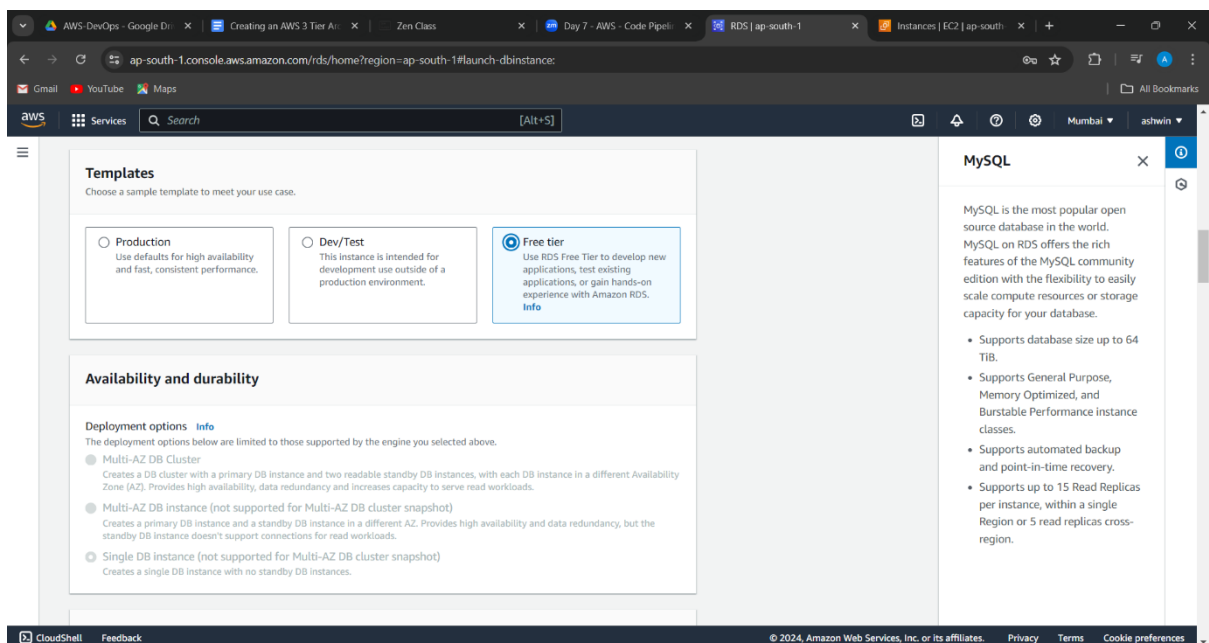 AWS-DevOps - Google Dri
Creating an AWS 3 Tier Arc
Zen Class
Day 7 - AWS - Code Pipeli
RDS | ap-south-1
Instances | EC2 | ap-south-
ap-south-1.console.aws.amazon.com/rds/home?region=ap-south-1#launch-dbinstance:
A
Gmail
YouTube
Maps
All Bookmarks
aws
Services
Search
[Alt+S]
Mumbai
ashwin
Templates
Choose a sample template to meet your use case.
Production
Use defaults for high availability
and fast, consistent performance.
Dev/Test
This instance is intended for
development use outside of a
production environment.
Free tier
Use RDS Free Tier to develop new
applications, test existing
applications, or gain hands-on
experience with Amazon RDS.
Info
Availability and durability
Deployment options Info
The deployment options below are limited to those supported by the engine you selected above.
Multi-AZ DB Cluster
Creates a DB cluster with a primary DB instance and two readable standby DB instances, with each DB instance in a different Availability
Zone (AZ). Provides high availability, data redundancy and increases capacity to serve read workloads.
Multi-AZ DB instance (not supported for Multi-AZ DB cluster snapshot)
Creates a primary DB instance and a standby DB instance in a different AZ. Provides high availability and data redundancy, but the
standby DB instance doesn't support connections for read workloads.
Single DB instance (not supported for Multi-AZ DB cluster snapshot)
Creates a single DB instance with no standby DB instances.
MySQL
MySQL is the most popular open
source database in the world.
MySQL on RDS offers the rich
features of the MySQL community
edition with the flexibility to easily
scale compute resources or storage
capacity for your database.
• Supports database size up to 64
TiB.
• Supports General Purpose,
Memory Optimized, and
Burstable Performance instance
classes.
• Supports automated backup
and point-in-time recovery.
• Supports up to 15 Read Replicas
per instance, within a single
Region or 5 read replicas cross-
region.
CloudShell
Feedback
© 2024, Amazon Web Services, Inc. or its affiliates.
Privacy
Terms
Cookie preferences